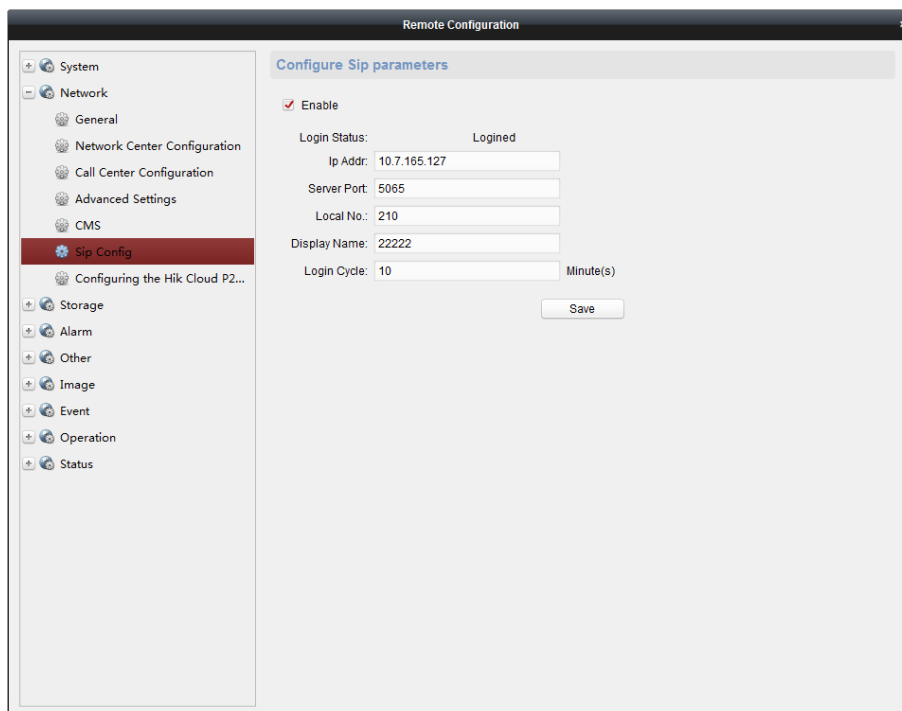 Remote Configuration
System
Network
General
Network Center Configuration
Call Center Configuration
Advanced Settings
CMS
Sip Config
Configuring the Hik Cloud P2...
Storage
Alarm
Other
Image
Event
Operation
Status
Configure Sip parameters
Enable
Login Status: Logined
Ip Addr: 10.7.165.127
Server Port: 5065
Local No.: 210
Display Name: 22222
Login Cycle: 10 Minute(s)
Save